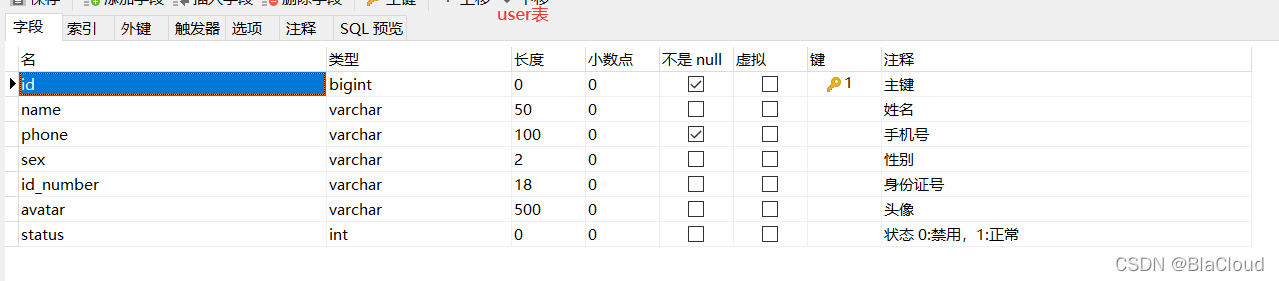 保存 添加字段 插入字段 删除字段 主键 上移 下移
user表
字段 索引 外键 触发器 选项 注释 SQL 预览
名 类型 长度 小数点 不是 null 虚拟 键 注释
id bigint 0 0 1 主键
name varchar 50 0 姓名
phone varchar 100 0 手机号
sex varchar 2 0 性别
id_number varchar 18 0 身份证号
avatar varchar 500 0 头像
status int 0 0 状态 0:禁用，1:正常
CSDN @BlaCloud